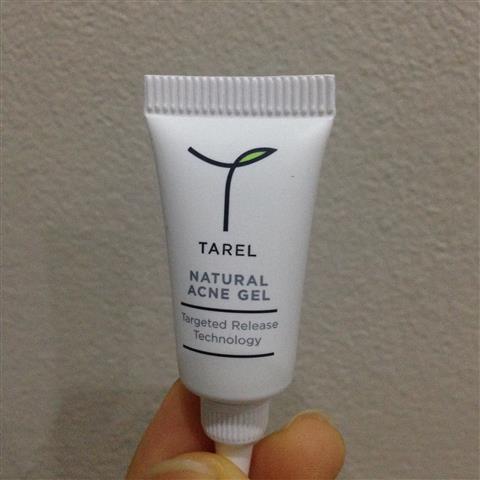 TAREL
NATURAL
ACNE GEL
Targeted Release
Technology